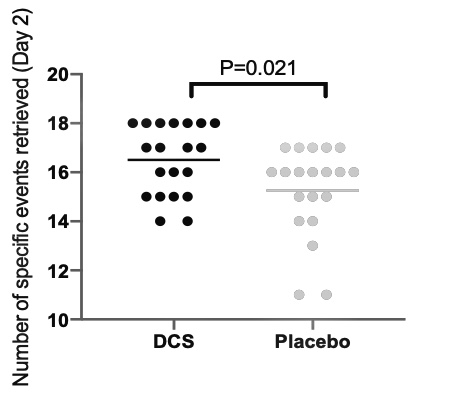 Number of specific events retrieved (Day 2)
P=0.021
20
18
16
14
12
10
DCS Placebo